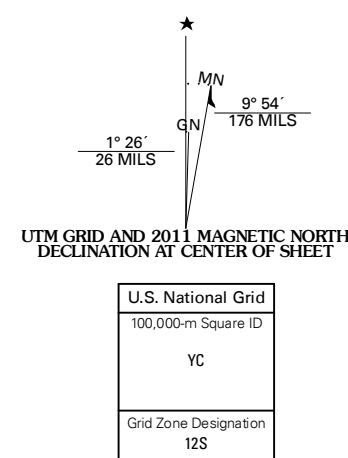 MN
GN
9° 54´
176 MILS
1° 26´
26 MILS
UTM GRID AND 2011 MAGNETIC NORTH
DECLINATION AT CENTER OF SHEET
U.S. National Grid
100,000-m Square ID
YC
Grid Zone Designation
12S